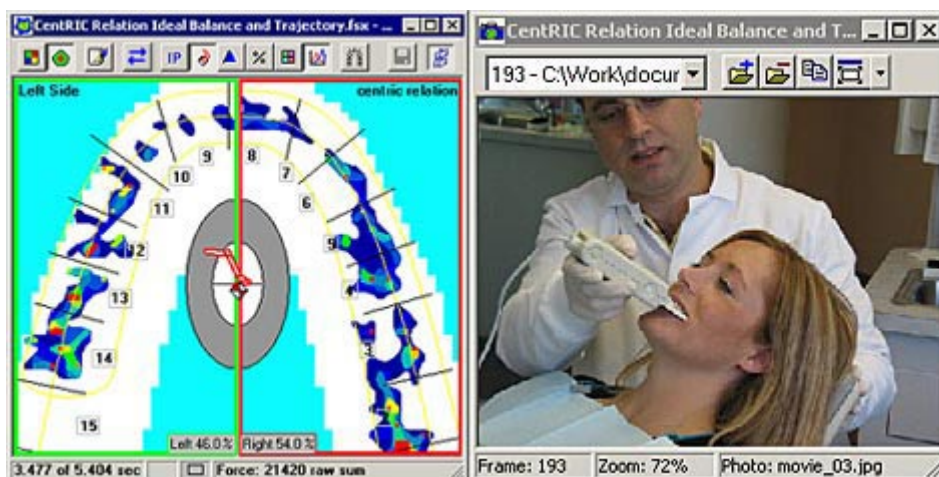 CentRIC Relation Ideal Balance and Trajectory.fsx - ...
IP
%
Left Side
centric relation
9
8
10
7
11
6
12
5
13
4
14
3
15
Left 46.0 %
Right 54.0 %
3.477 of 5.404 sec
Force: 21420 raw sum
CentRIC Relation Ideal Balance and T...
193 - C:\Work\docur
Frame: 193
Zoom: 72%
Photo: movie_03.jpg